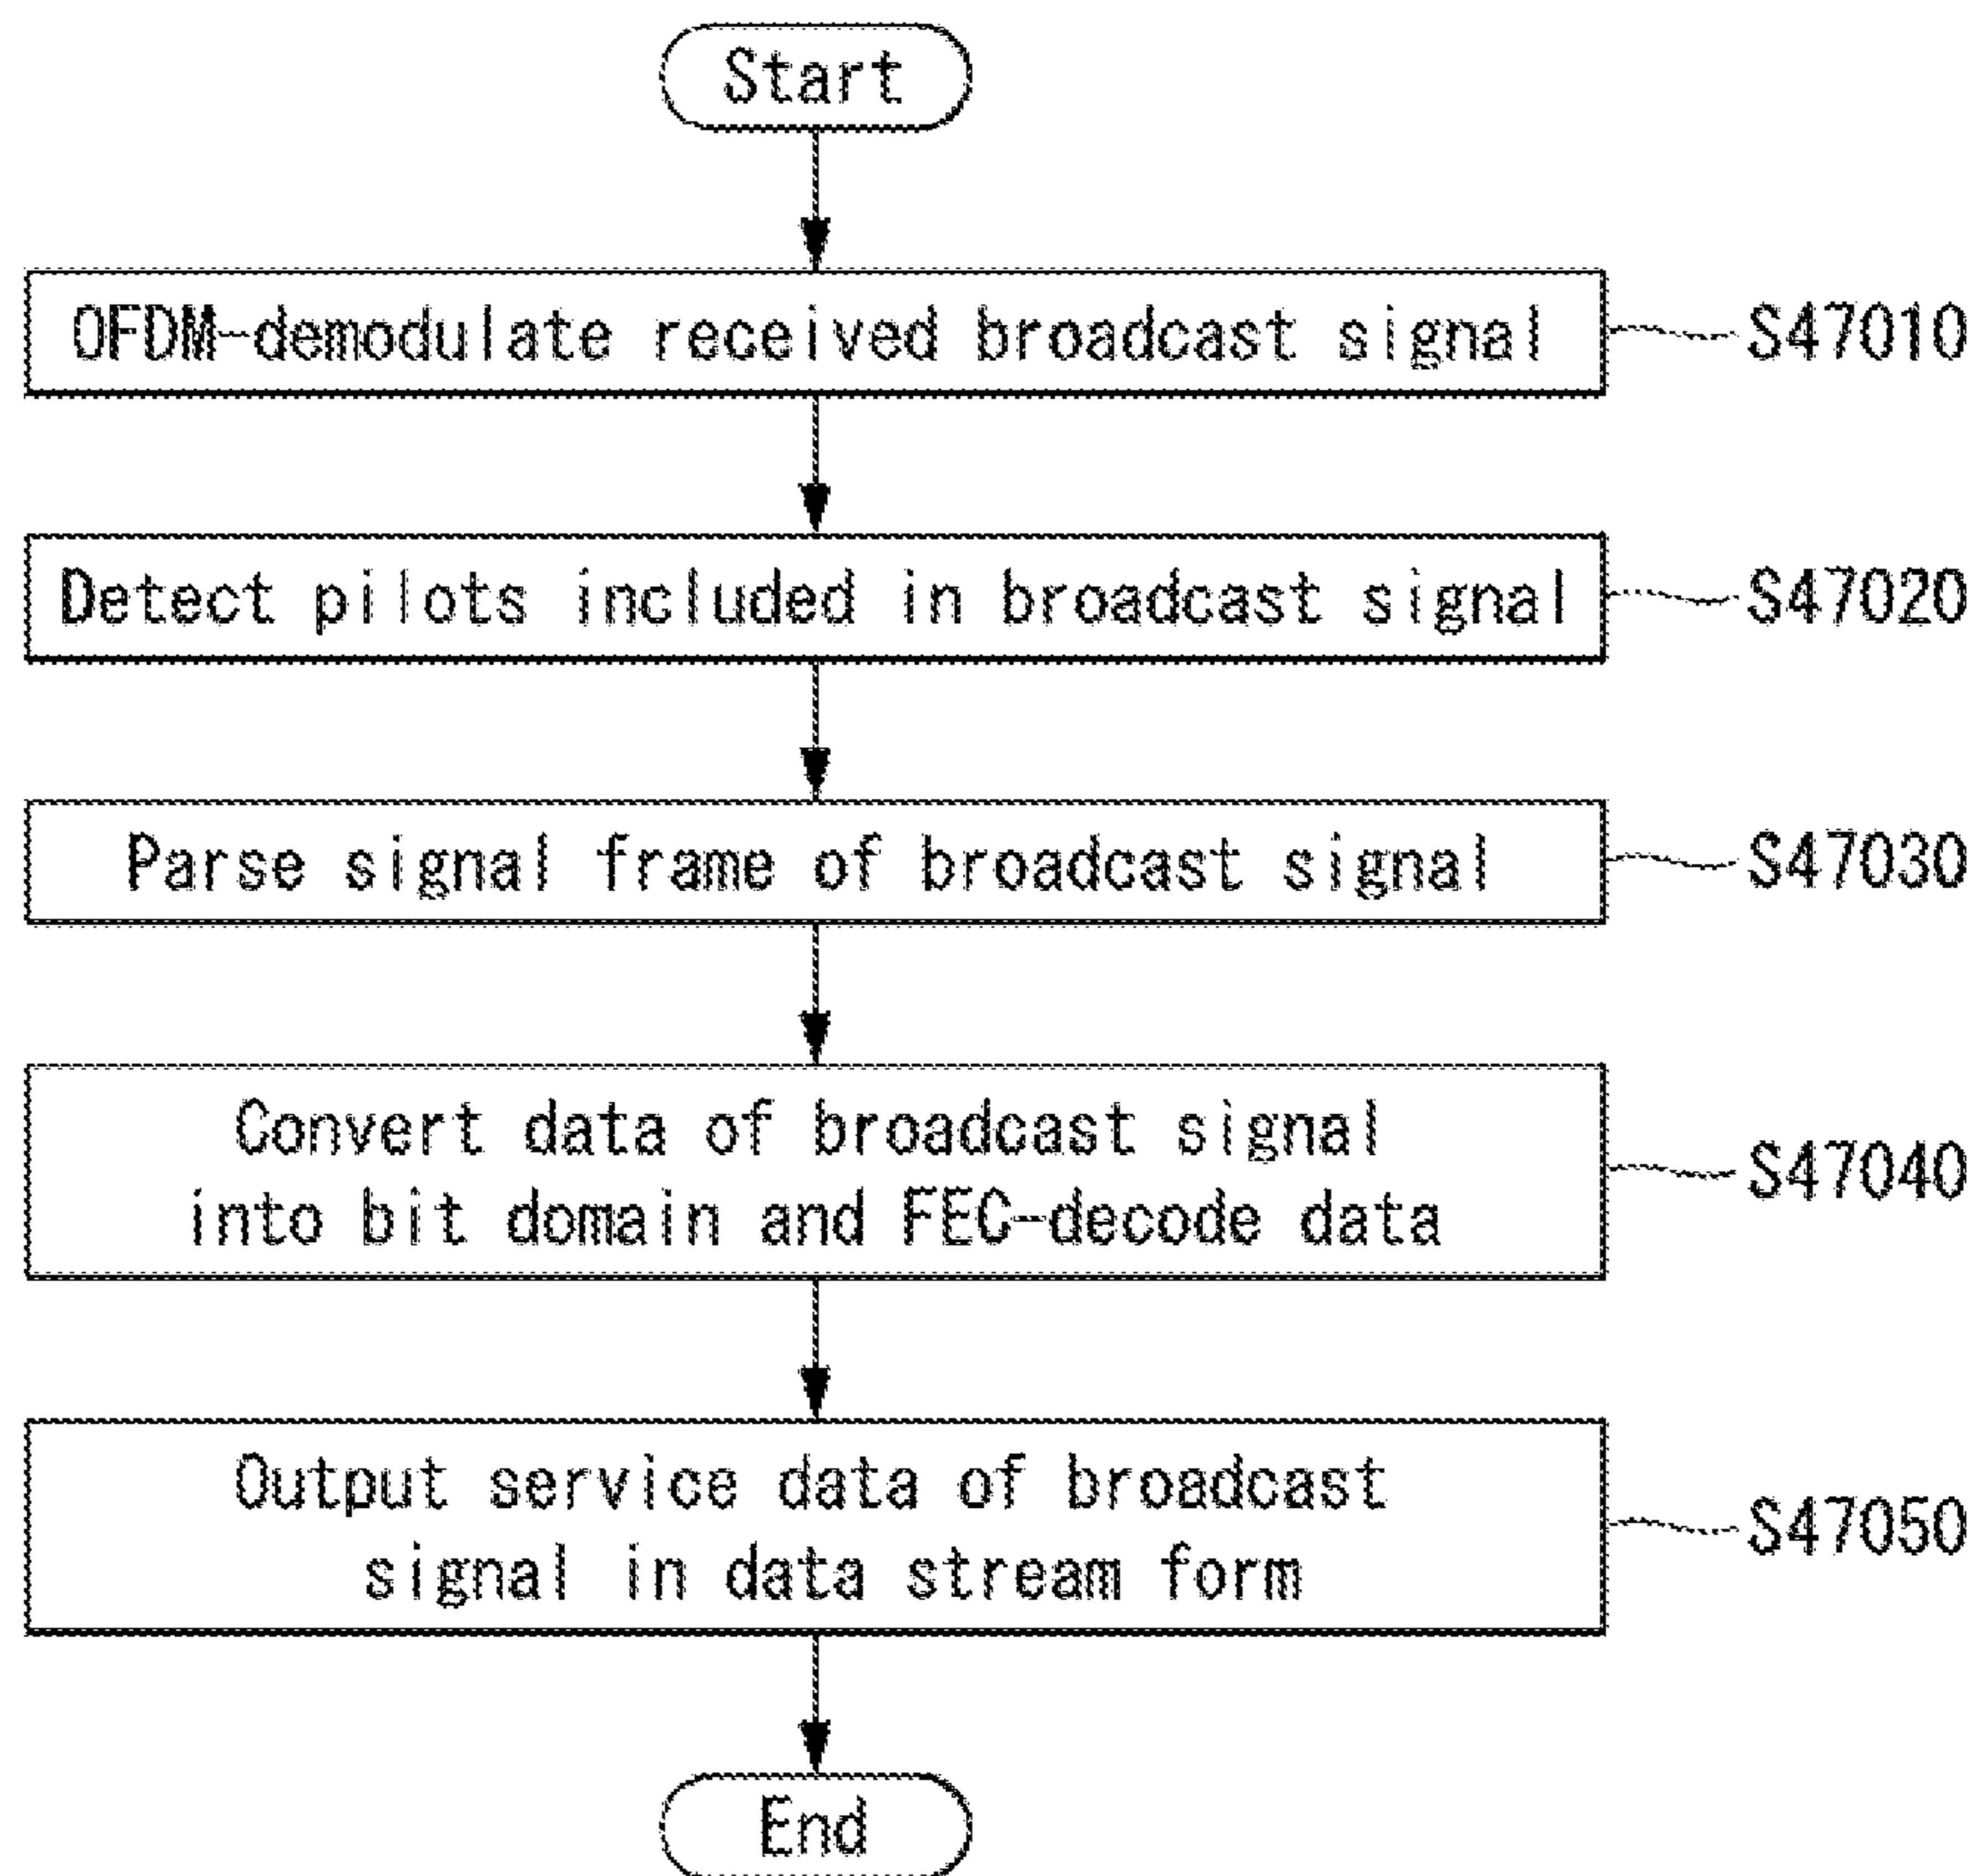 Start
OFDM-demodulate received broadcast signal
S47010
Detect pilots included in broadcast signal
S47020
Parse signal frame of broadcast signal
S47030
Convert data of broadcast signal
into bit domain and FEC-decode data
S47040
Output service data of broadcast
signal in data stream form
S47050
End